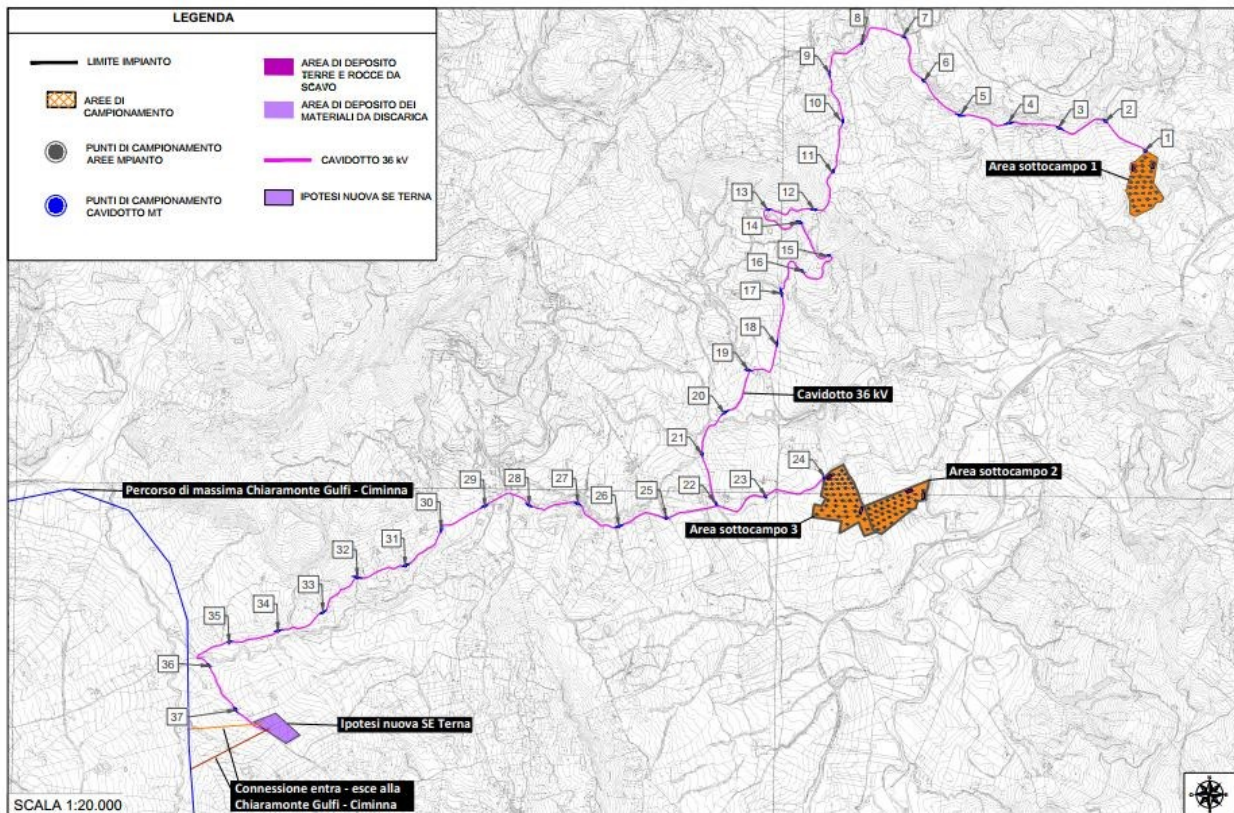 LEGENDA
LIMITE IMPIANTO
AREE DI
CAMPIONAMENTO
PUNTI DI CAMPIONAMENTO
AREE MPIANTO
PUNTI DI CAMPIONAMENTO
CAVIDOTTO MT
AREA DI DEPOSITO
TERRE E ROCCE DA
SCAVO
AREA DI DEPOSITO DEI
MATERIALI DA DISCARICA
CAVIDOTTO 36 kV
IPOTESI NUOVA SE TERNA
8
7
9
6
10
5
4
3
2
1
11
Area sottocampo 1
13
12
14
15
16
17
18
19
Cavidotto 36 kV
20
21
24
Area sottocampo 2
29
28
27
26
25
22
23
Percorso di massima Chiaramonte Gulfi - Ciminna
30
Area sottocampo 3
31
32
33
34
35
36
37
Ipotesi nuova SE Terna
Connessione entra - esce alla
Chiaramonte Gulfi - Ciminna
SCALA 1:20.000